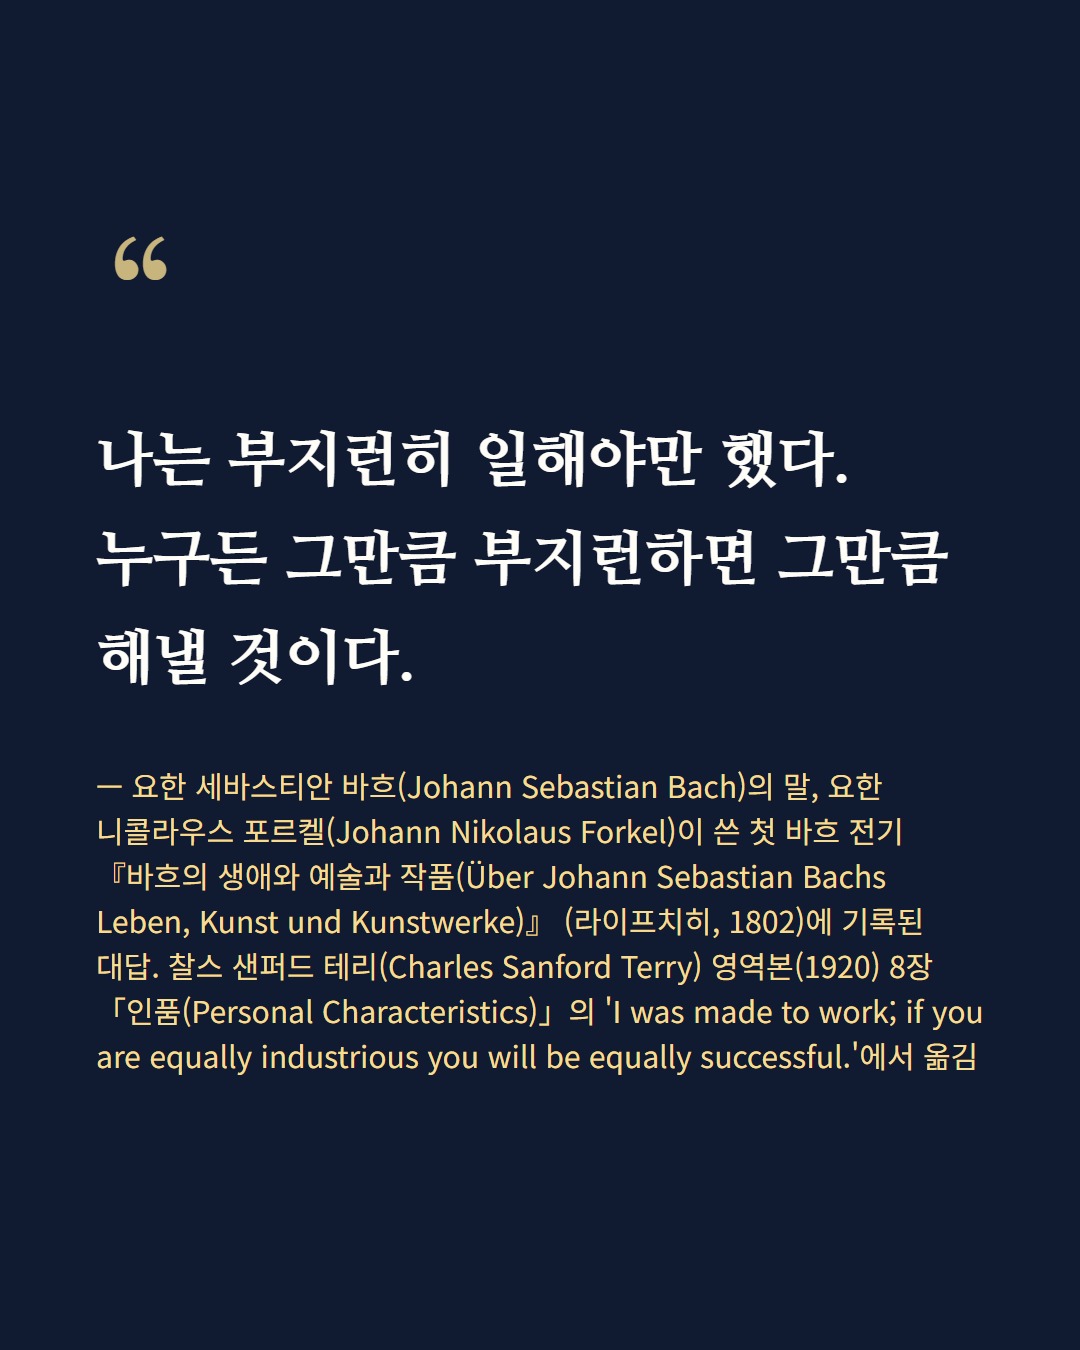 “
나는 부지런히 일해야만 했다.
누구든 그만큼 부지런하면 그만큼
해낼 것이다.
— 요한 세바스티안 바흐(Johann Sebastian Bach)의 말, 요한
니콜라우스 포르켈(Johann Nikolaus Forkel)이 쓴 첫 바흐 전기
『바흐의 생애와 예술과 작품(Über Johann Sebastian Bachs
Leben, Kunst und Kunstwerke)』 (라이프치히, 1802)에 기록된
대답. 찰스 샌퍼드 테리(Charles Sanford Terry) 영역본(1920) 8장
「인품(Personal Characteristics)」의 'I was made to work; if you
are equally industrious you will be equally successful.'에서 옮김